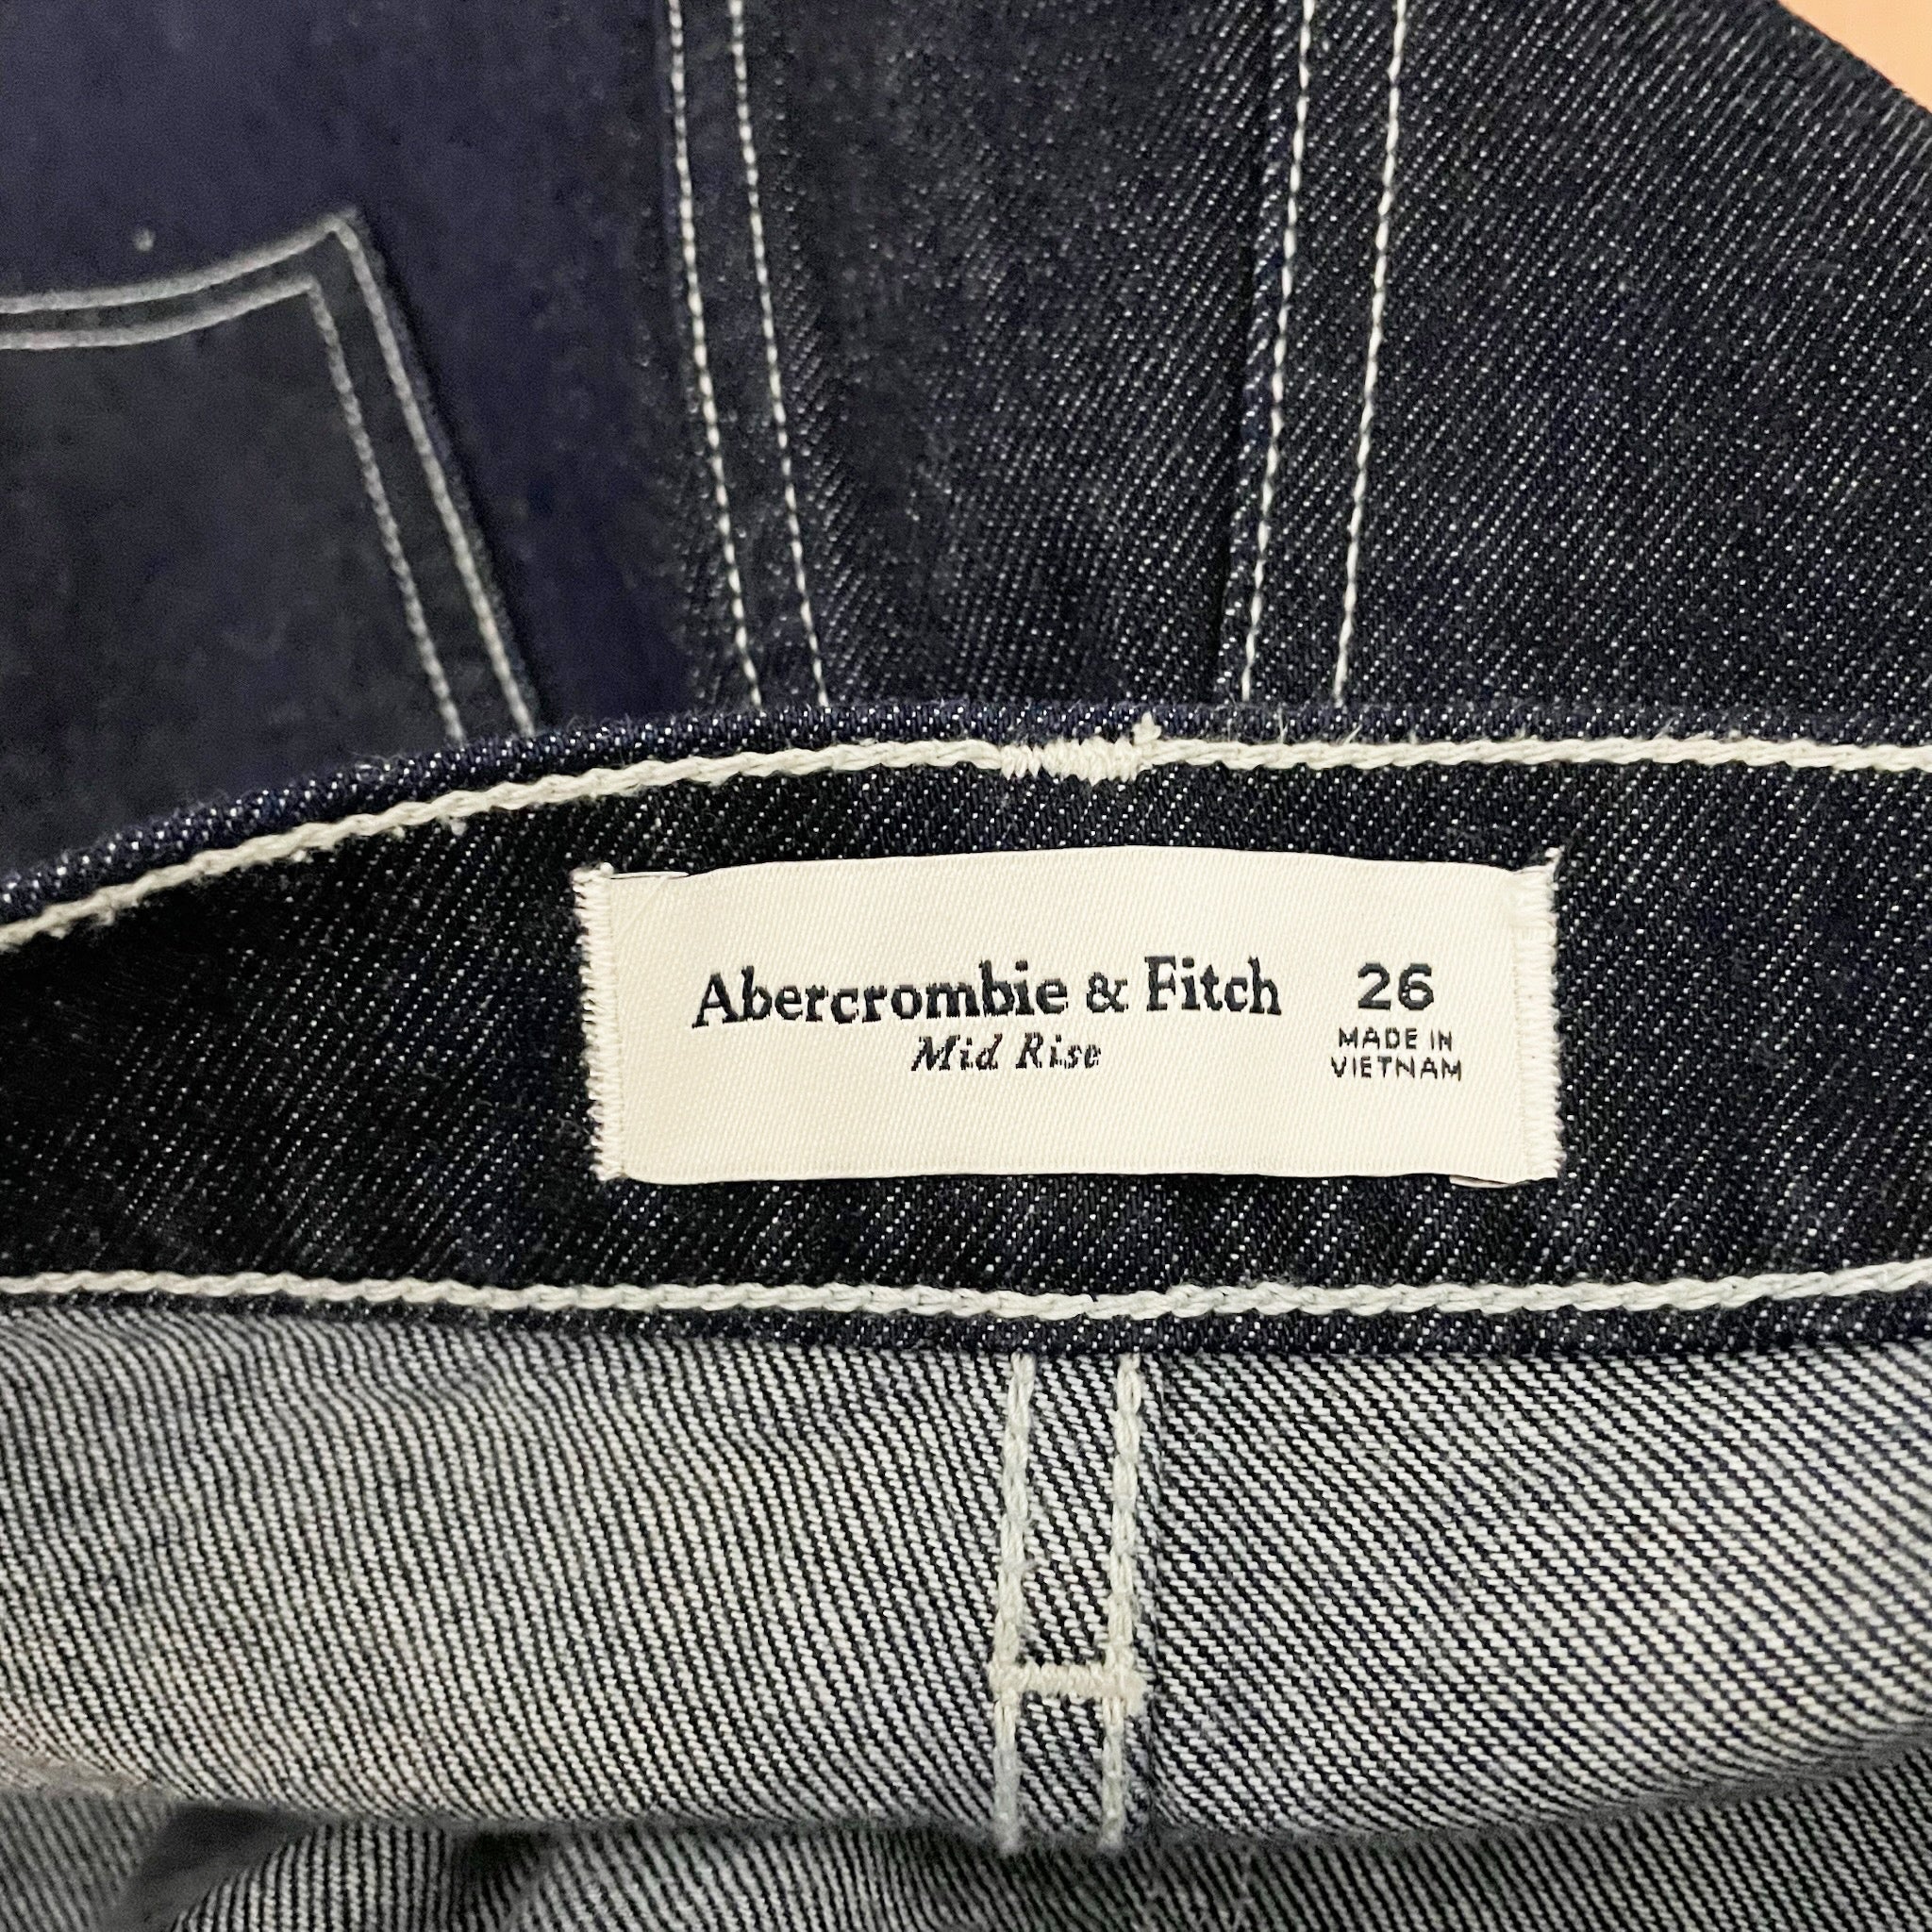 Abercrombie & Fitch
Mid Rise
26
MADE IN
VIETNAM